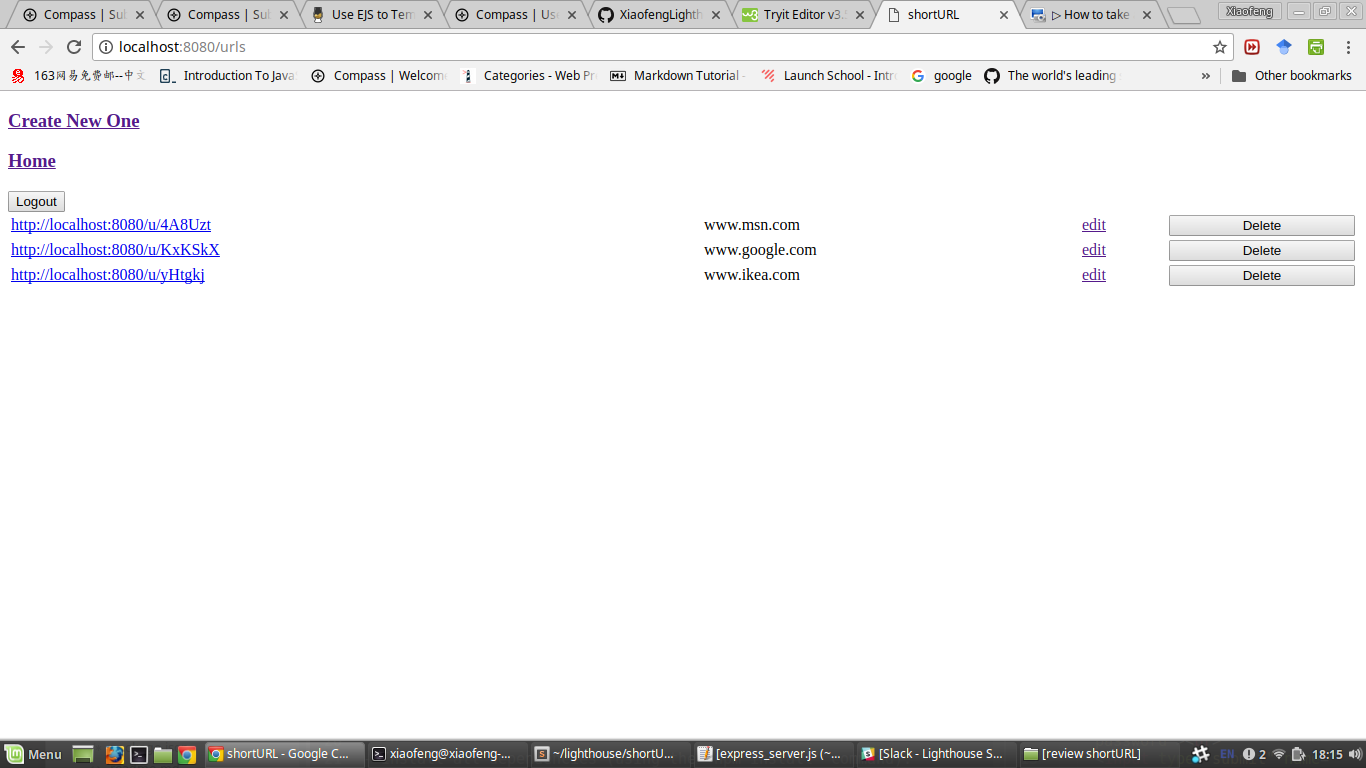 Compass | Sul
Compass | Sul
Use EJS to Tem
Compass | Use
XiaofengLighth
Tryit Editor v3.
shortURL
▷ How to take
Xiaofeng
localhost:8080/urls
163网易免费邮--中文
Introduction To Java
Compass | Welcome
Categories - Web Pr
Markdown Tutorial -
Launch School - Intro
google
The world's leading
»
Other bookmarks
Create New One
Home
Logout
http://localhost:8080/u/4A8Uzt www.msn.com edit Delete
http://localhost:8080/u/KxKSkX www.google.com edit Delete
http://localhost:8080/u/yHtgkj www.ikea.com edit Delete
Menu
shortURL - Google C...
xiaofeng@xiaofeng-...
~/lighthouse/shortU...
[express_server.js (~...
[Slack - Lighthouse S...
[review shortURL]
EN
2
18:15